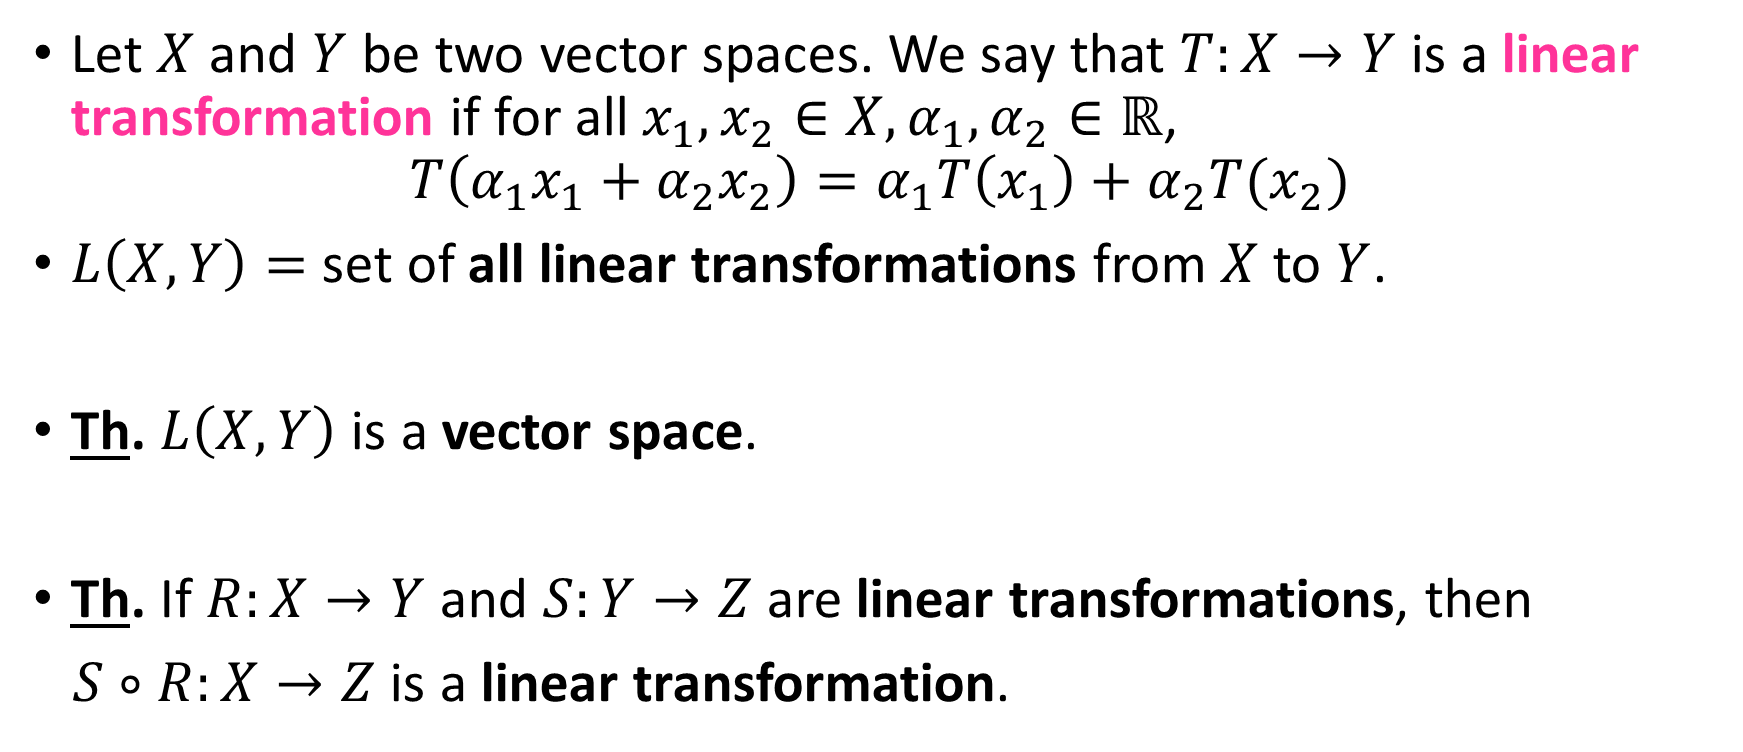 • Let 𝑋 and 𝑌 be two vector spaces. We say that 𝑇: 𝑋 → 𝑌 is a linear
transformation if for all 𝑥₁, 𝑥₂ ∈ 𝑋, 𝛼₁, 𝛼₂ ∈ ℝ,
𝑇(𝛼₁𝑥₁ + 𝛼₂𝑥₂) = 𝛼₁𝑇(𝑥₁) + 𝛼₂𝑇(𝑥₂)
• 𝐿(𝑋, 𝑌) = set of all linear transformations from 𝑋 to 𝑌.
• Th. 𝐿(𝑋, 𝑌) is a vector space.
• Th. If 𝑅: 𝑋 → 𝑌 and 𝑆: 𝑌 → 𝑍 are linear transformations, then
𝑆 ∘ 𝑅: 𝑋 → 𝑍 is a linear transformation.